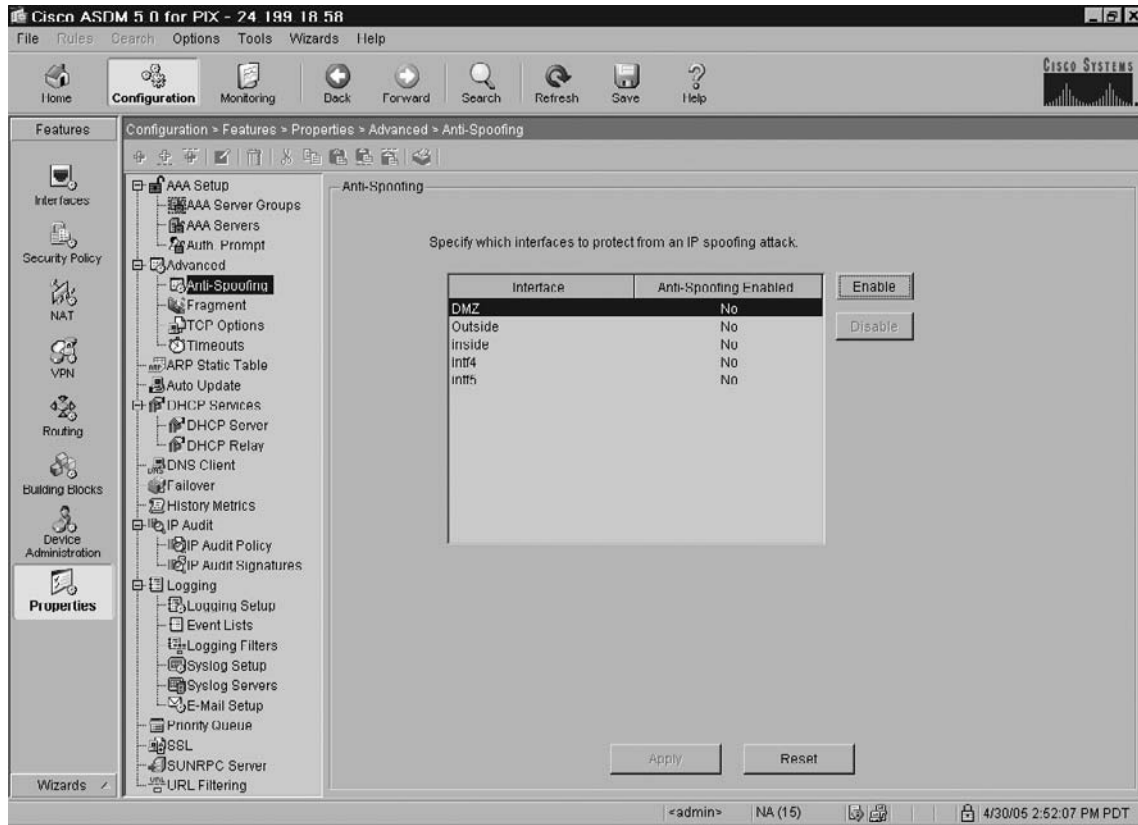 Cisco ASDM 5.0 for PIX - 24.199.18.58
File Rules Search Options Tools Wizards Help
Home Configuration Monitoring Back Forward Search Refresh Save Help
CISCO SYSTEMS
Features
Configuration > Features > Properties > Advanced > Anti-Spoofing
Interfaces
Security Policy
NAT
VPN
Routing
Building Blocks
Device
Administration
Properties
Wizards
AAA Setup
AAA Server Groups
AAA Servers
Auth. Prompt
Advanced
Anti-Spoofing
Fragment
TCP Options
Timeouts
ARP Static Table
Auto Update
DHCP Services
DHCP Server
DHCP Relay
DNS Client
Failover
History Metrics
IP Audit
IP Audit Policy
IP Audit Signatures
Logging
Logging Setup
Event Lists
Logging Filters
Syslog Setup
Syslog Servers
E-Mail Setup
Priority Queue
SSL
SUNRPC Server
URL Filtering
Anti-Spoofing
Specify which interfaces to protect from an IP spoofing attack.
Interface Anti-Spoofing Enabled
DMZ No
Outside No
inside No
intf4 No
intf5 No
Enable
Disable
Apply Reset
<admin> NA (15) 4/30/05 2:52:07 PM PDT